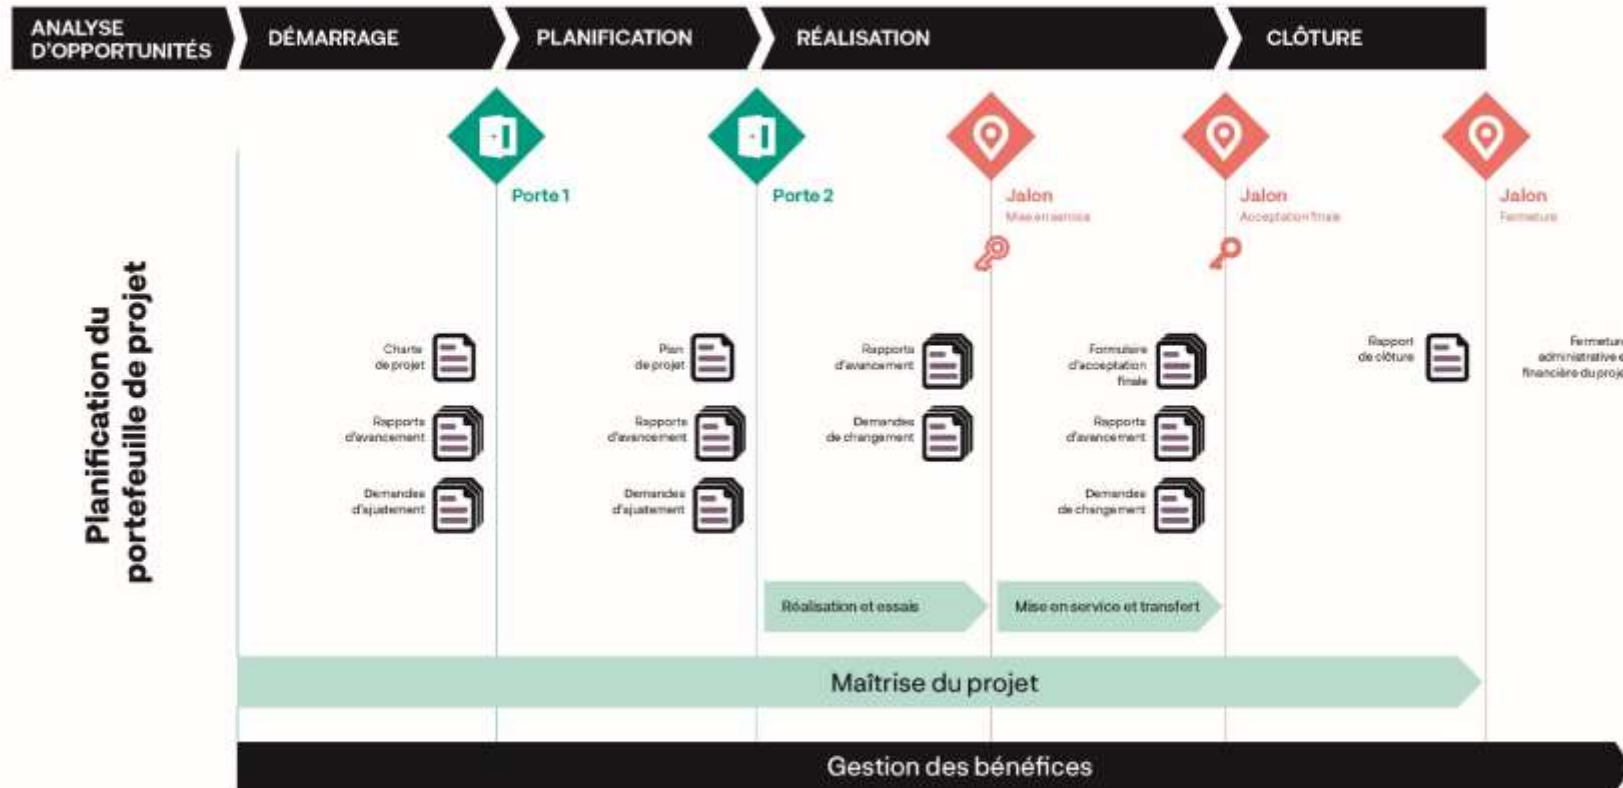 ANALYSE
D'OPPORTUNITÉS
DÉMARRAGE
PLANIFICATION
RÉALISATION
CLÔTURE
Porte 1
Porte 2
Jalon
Mise en service
Jalon
Acceptation finale
Jalon
Fermeture
Planification du
portefeuille de projet
Charte
de projet
Plan
de projet
Rapports
d'avancement
Formulaire
d'acceptation
finale
Rapport
de clôture
Fermeture
administrative e
financière du proje
Rapports
d'avancement
Rapports
d'avancement
Demandes
de changement
Rapports
d'avancement
Demandes
d'ajustement
Demandes
d'ajustement
Demandes
de changement
Réalisation et essais
Mise en service et transfert
Maîtrise du projet
Gestion des bénéfices